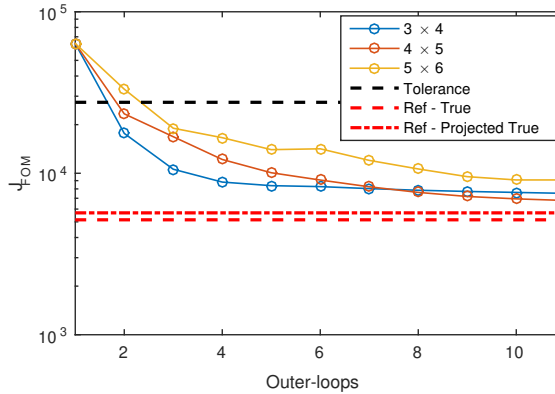 10^5
10^4
10^3
J_FOM
2
4
6
8
10
Outer-loops
3 × 4
4 × 5
5 × 6
Tolerance
Ref - True
Ref - Projected True